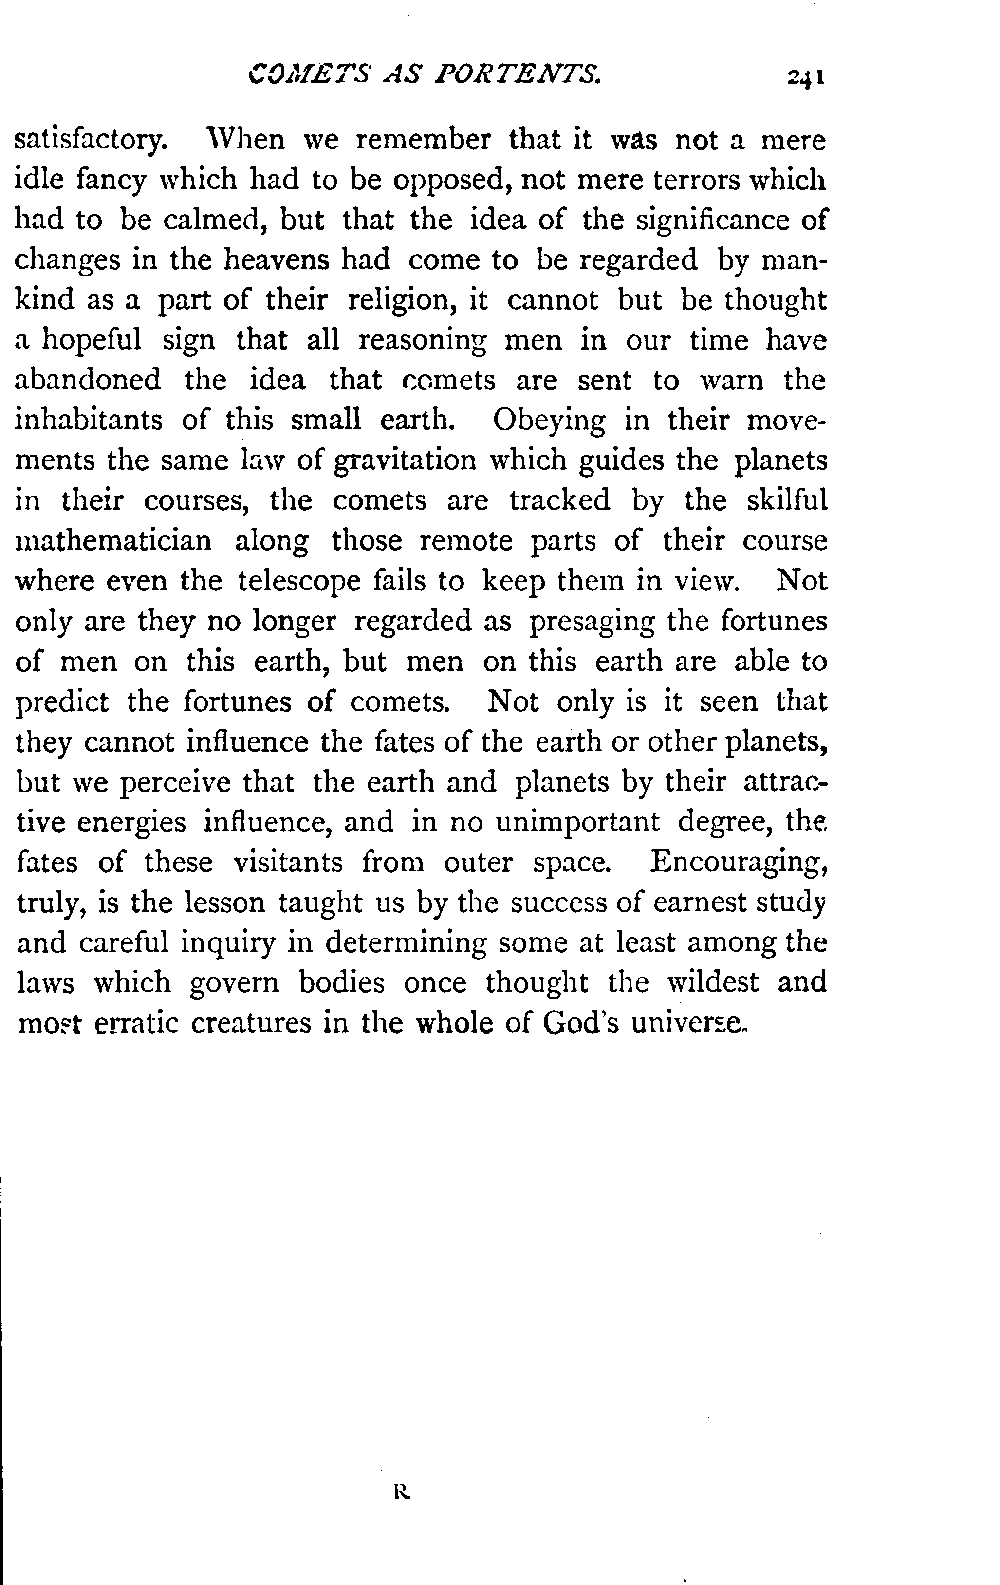 COMETS AS PORTENTS. 241
satisfactory. When we remember that it was not a mere
idle fancy which had to be opposed, not mere terrors which
had to be calmed, but that the idea of the significance of
changes in the heavens had come to be regarded by man-
kind as a part of their religion, it cannot but be thought
a hopeful sign that all reasoning men in our time have
abandoned the idea that comets are sent to warn the
inhabitants of this small earth. Obeying in their move-
ments the same law of gravitation which guides the planets
in their courses, the comets are tracked by the skilful
mathematician along those remote parts of their course
where even the telescope fails to keep them in view. Not
only are they no longer regarded as presaging the fortunes
of men on this earth, but men on this earth are able to
predict the fortunes of comets. Not only is it seen that
they cannot influence the fates of the earth or other planets,
but we perceive that the earth and planets by their attrac-
tive energies influence, and in no unimportant degree, the
fates of these visitants from outer space. Encouraging,
truly, is the lesson taught us by the success of earnest study
and careful inquiry in determining some at least among the
laws which govern bodies once thought the wildest and
most erratic creatures in the whole of God's universe.
R